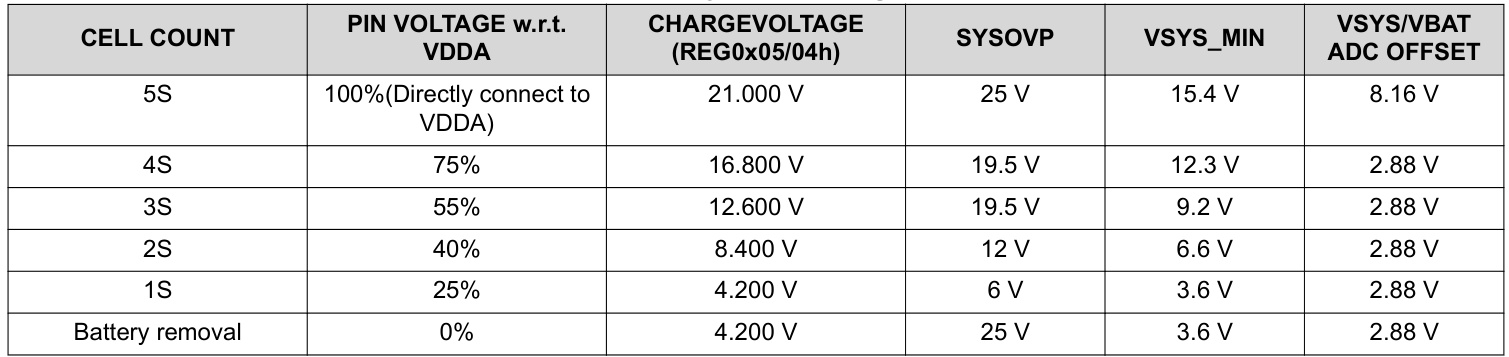 CELL COUNT PIN VOLTAGE w.r.t. VDDA CHARGEVOLTAGE (REG0x05/04h) SYSOVP VSYS_MIN VSYS/VBAT ADC OFFSET
5S 100%(Directly connect to VDDA) 21.000 V 25 V 15.4 V 8.16 V
4S 75% 16.800 V 19.5 V 12.3 V 2.88 V
3S 55% 12.600 V 19.5 V 9.2 V 2.88 V
2S 40% 8.400 V 12 V 6.6 V 2.88 V
1S 25% 4.200 V 6 V 3.6 V 2.88 V
Battery removal 0% 4.200 V 25 V 3.6 V 2.88 V